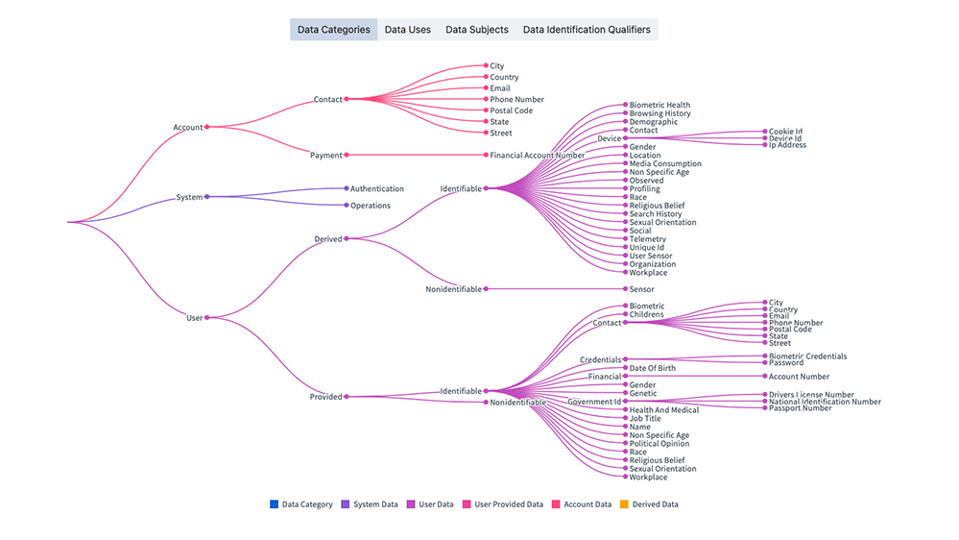 Data Categories Data Uses Data Subjects Data Identification Qualifiers
City
Country
Email
Contact
Phone Number
Postal Code
State
Street
Account
Payment
Financial Account Number
System
Authentication
Operations
Biometric Health
Browsing History
Demographic
Contact
Device
Cookie Id
Device Id
Ip Address
Gender
Location
Media Consumption
Non Specific Age
Observed
Identifiable
Profiling
Race
Religious Belief
Search History
Sexual Orientation
Social
Telemetry
Unique Id
User Sensor
Organization
Workplace
Derived
Nonidentifiable
Sensor
User
Biometric
Childrens
Contact
City
Country
Email
Phone Number
Postal Code
State
Street
Credentials
Biometric Credentials
Password
Date Of Birth
Financial
Account Number
Gender
Provided
Identifiable
Genetic
Nonidentifiable
Government Id
Drivers License Number
National Identification Number
Passport Number
Health And Medical
Job Title
Name
Non Specific Age
Political Opinion
Race
Religious Belief
Sexual Orientation
Workplace
Data Category System Data User Data User Provided Data Account Data Derived Data